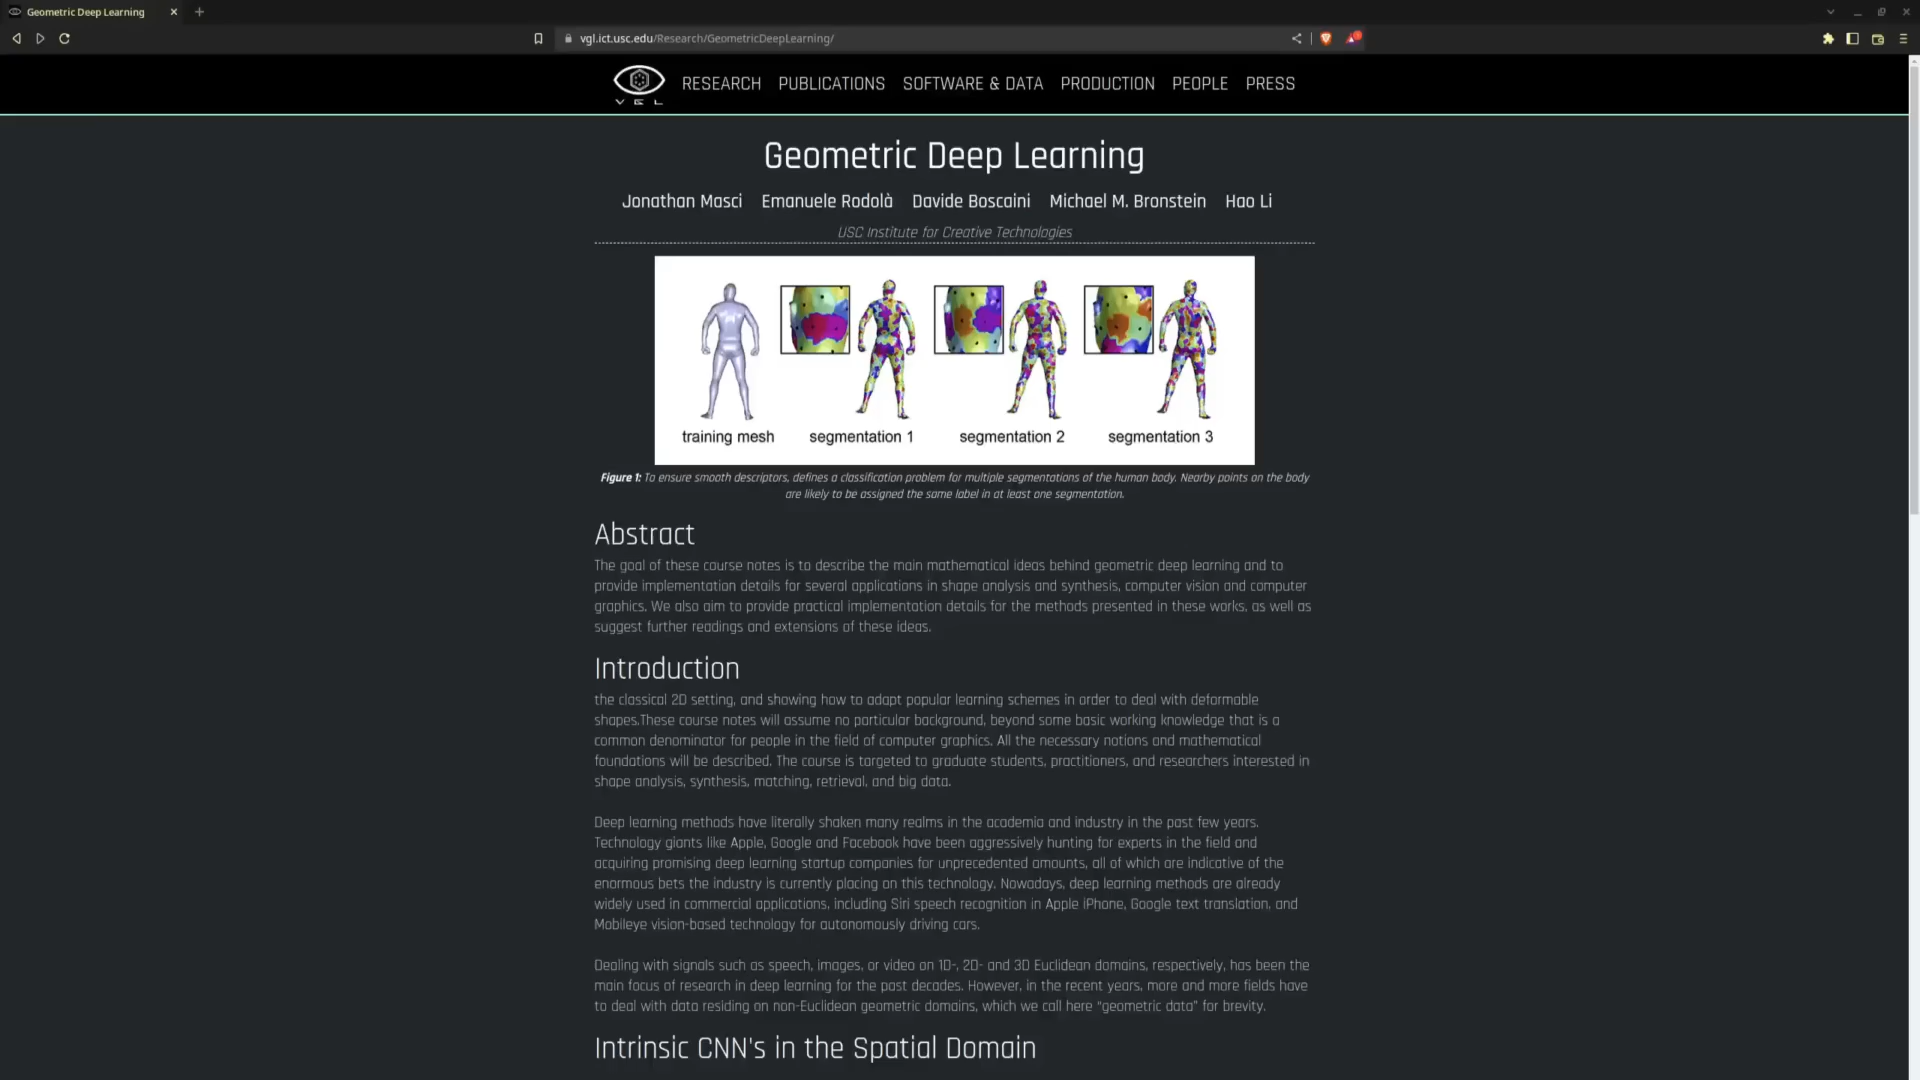 Geometric Deep Learning
vgl.ict.usc.edu/Research/GeometricDeepLearning/
VGL
RESEARCH PUBLICATIONS SOFTWARE & DATA PRODUCTION PEOPLE PRESS
Geometric Deep Learning
Jonathan Masci Emanuele Rodolà Davide Boscaini Michael M. Bronstein Hao Li
USC Institute for Creative Technologies
training mesh segmentation 1 segmentation 2 segmentation 3
Figure 1: To ensure smooth descriptors, defines a classification problem for multiple segmentations of the human body. Nearby points on the body
are likely to be assigned the same label in at least one segmentation.
Abstract
The goal of these course notes is to describe the main mathematical ideas behind geometric deep learning and to
provide implementation details for several applications in shape analysis and synthesis, computer vision and computer
graphics. We also aim to provide practical implementation details for the methods presented in these works, as well as
suggest further readings and extensions of these ideas.
Introduction
the classical 2D setting, and showing how to adapt popular learning schemes in order to deal with deformable
shapes.These course notes will assume no particular background, beyond some basic working knowledge that is a
common denominator for people in the field of computer graphics. All the necessary notions and mathematical
foundations will be described. The course is targeted to graduate students, practitioners, and researchers interested in
shape analysis, synthesis, matching, retrieval, and big data.
Deep learning methods have literally shaken many realms in the academia and industry in the past few years.
Technology giants like Apple, Google and Facebook have been aggressively hunting for experts in the field and
acquiring promising deep learning startup companies for unprecedented amounts, all of which are indicative of the
enormous bets the industry is currently placing on this technology. Nowadays, deep learning methods are already
widely used in commercial applications, including Siri speech recognition in Apple iPhone, Google text translation, and
Mobileye vision-based technology for autonomously driving cars.
Dealing with signals such as speech, images, or video on 1D-, 2D- and 3D Euclidean domains, respectively, has been the
main focus of research in deep learning for the past decades. However, in the recent years, more and more fields have
to deal with data residing on non-Euclidean geometric domains, which we call here “geometric data” for brevity.
Intrinsic CNN's in the Spatial Domain